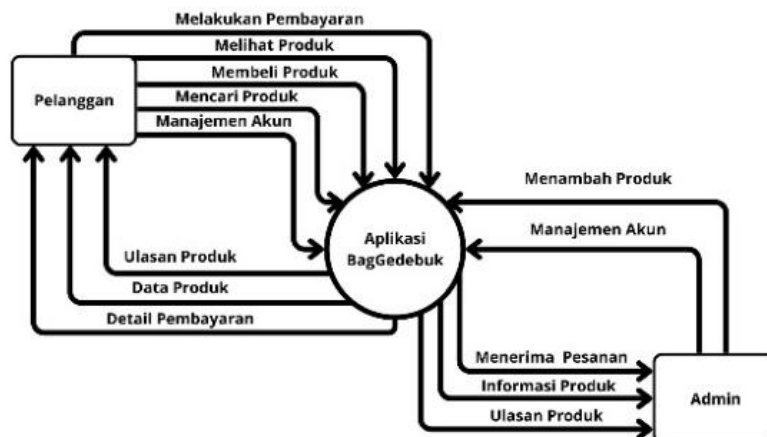 Melakukan Pembayaran
Melihat Produk
Membeli Produk
Pelanggan
Mencari Produk
Manajemen Akun
Menambah Produk
Aplikasi
BagGedebuk
Manajemen Akun
Ulasan Produk
Data Produk
Detail Pembayaran
Menerima Pesanan
Informasi Produk
Admin
Ulasan Produk